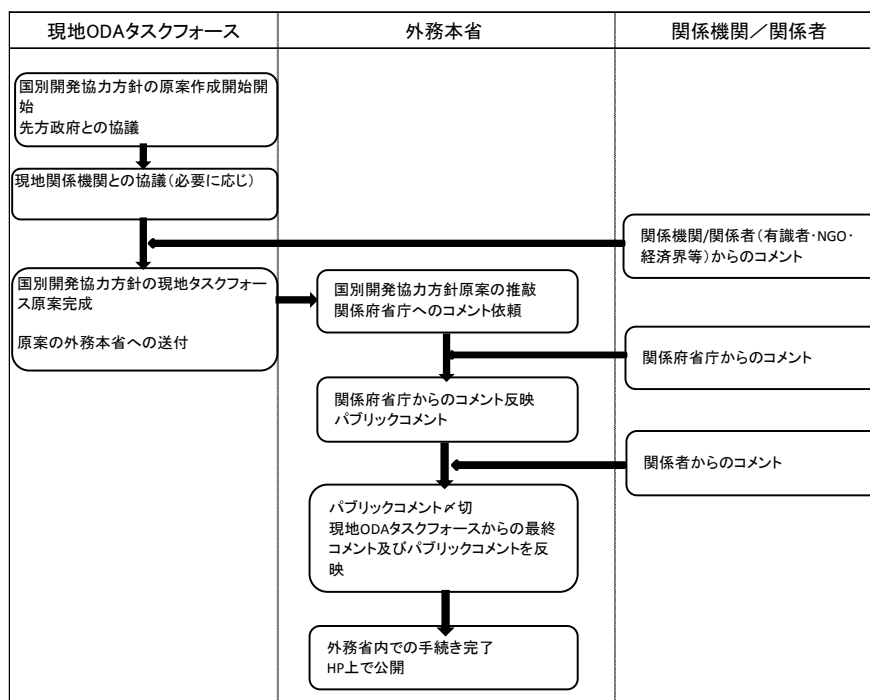 現地ODAタスクフォース
外務本省
関係機関／関係者
国別開発協力方針の原案作成開始開
始
先方政府との協議
現地関係機関との協議（必要に応じ）
関係機関/関係者（有識者・NGO・
経済界等）からのコメント
国別開発協力方針の現地タスクフォー
ス原案完成
原案の外務本省への送付
国別開発協力方針原案の推敲
関係府省庁へのコメント依頼
関係府省庁からのコメント
関係府省庁からのコメント反映
パブリックコメント
関係者からのコメント
パブリックコメント〆切
現地ODAタスクフォースからの最終
コメント及びパブリックコメントを反
映
外務省内での手続き完了
HP上で公開